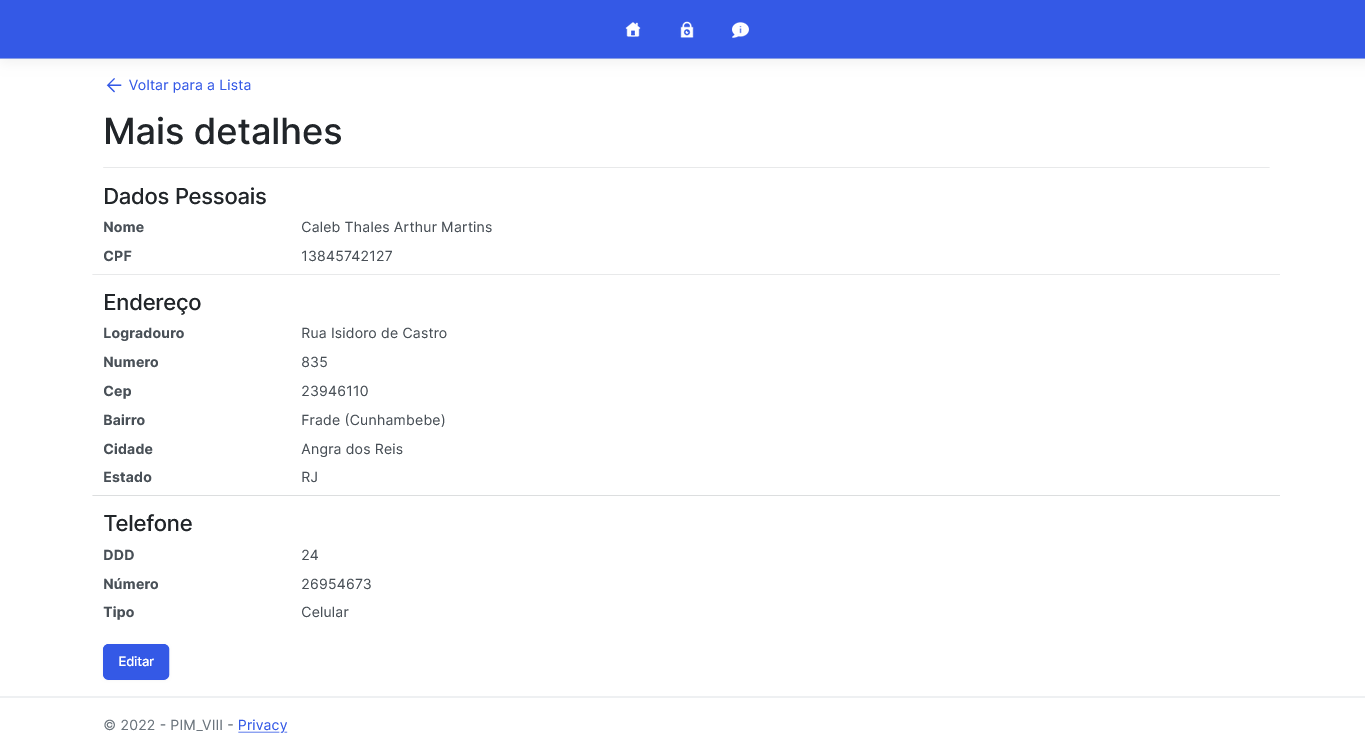 Voltar para a Lista
Mais detalhes
Dados Pessoais
Nome Caleb Thales Arthur Martins
CPF 13845742127
Endereço
Logradouro Rua Isidoro de Castro
Numero 835
Cep 23946110
Bairro Frade (Cunhambebe)
Cidade Angra dos Reis
Estado RJ
Telefone
DDD 24
Número 26954673
Tipo Celular
Editar
© 2022 - PIM_VIII - Privacy